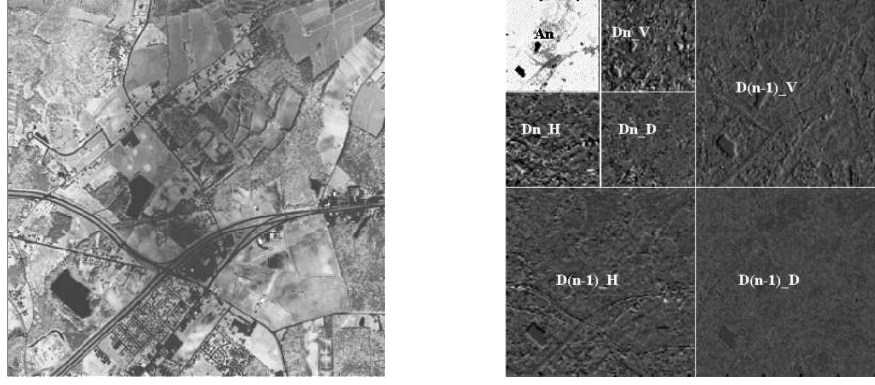 An
Dn_V
D(n-1)_V
Dn_H
Dn_D
D(n-1)_H
D(n-1)_D